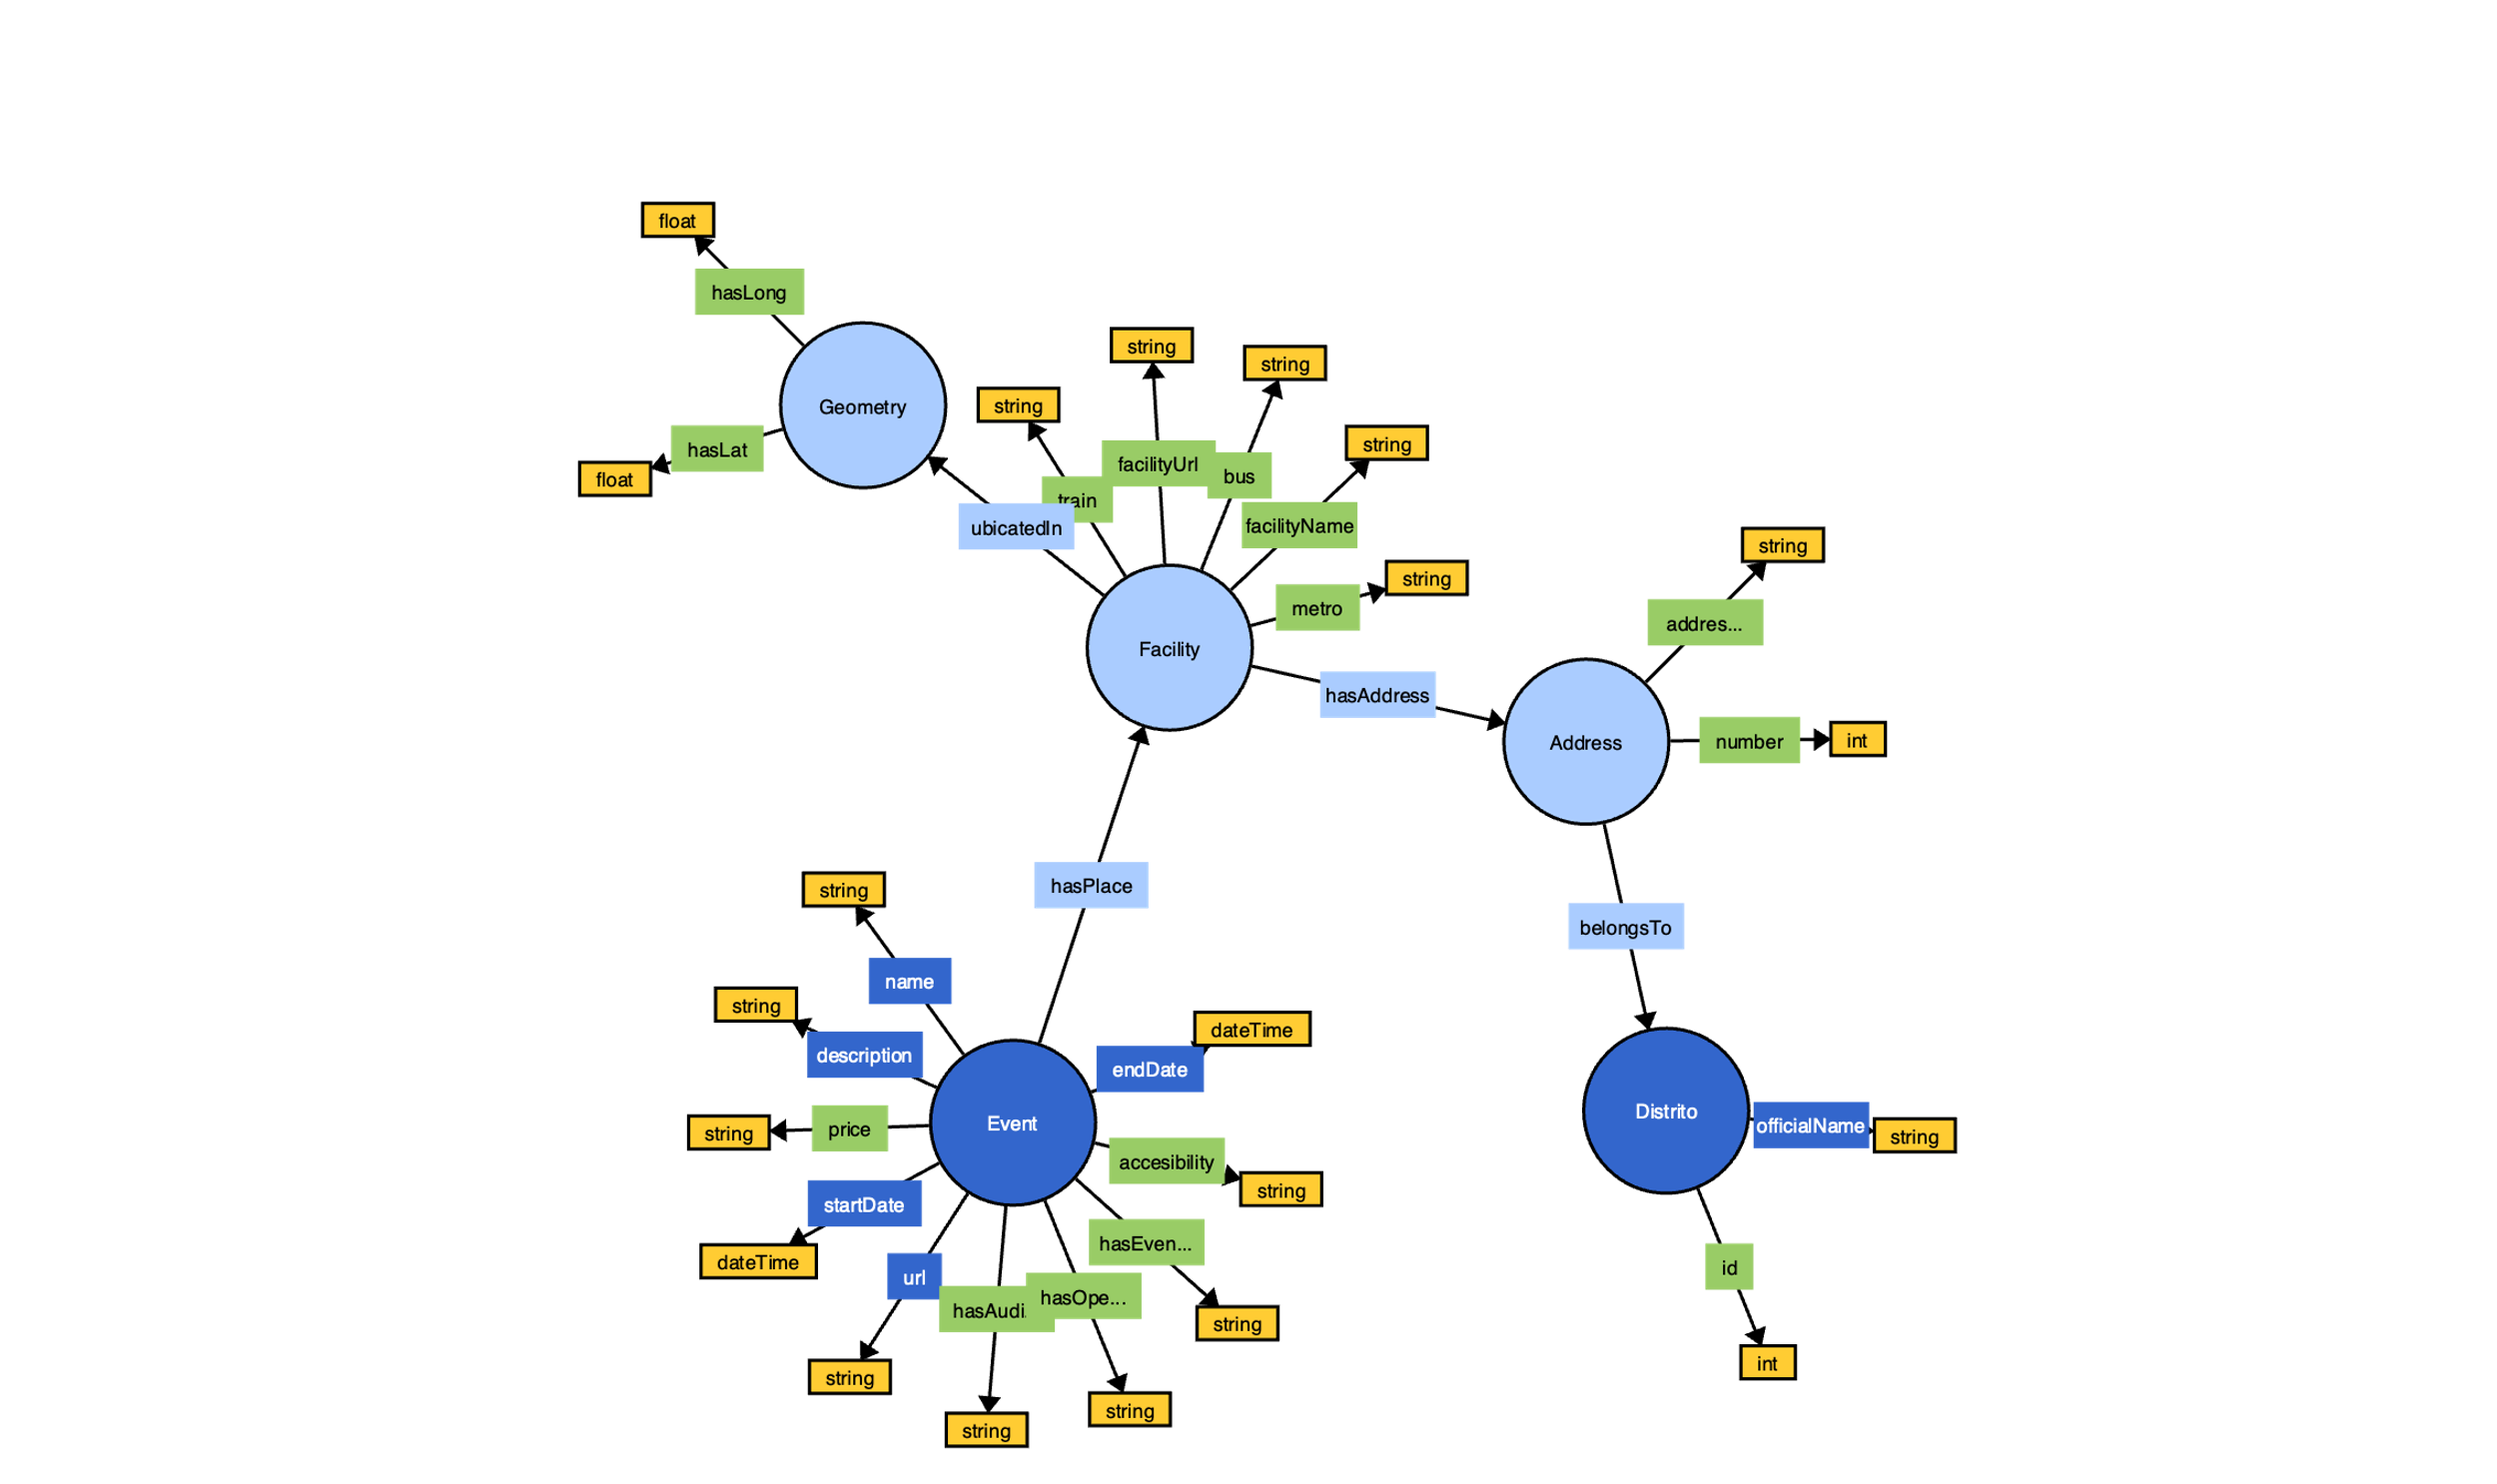 float
hasLong
Geometry
hasLat
float
string
string
string
string
facilityUrl
bus
train
ubicatedIn
facilityName
metro
string
Facility
hasAddress
string
addres...
Address
number
int
hasPlace
belongsTo
string
name
string
description
string
price
Event
endDate
dateTime
accesibility
string
startDate
dateTime
url
string
hasAudi.
string
hasOpe...
string
hasEven...
string
Distrito
officialName
string
id
int